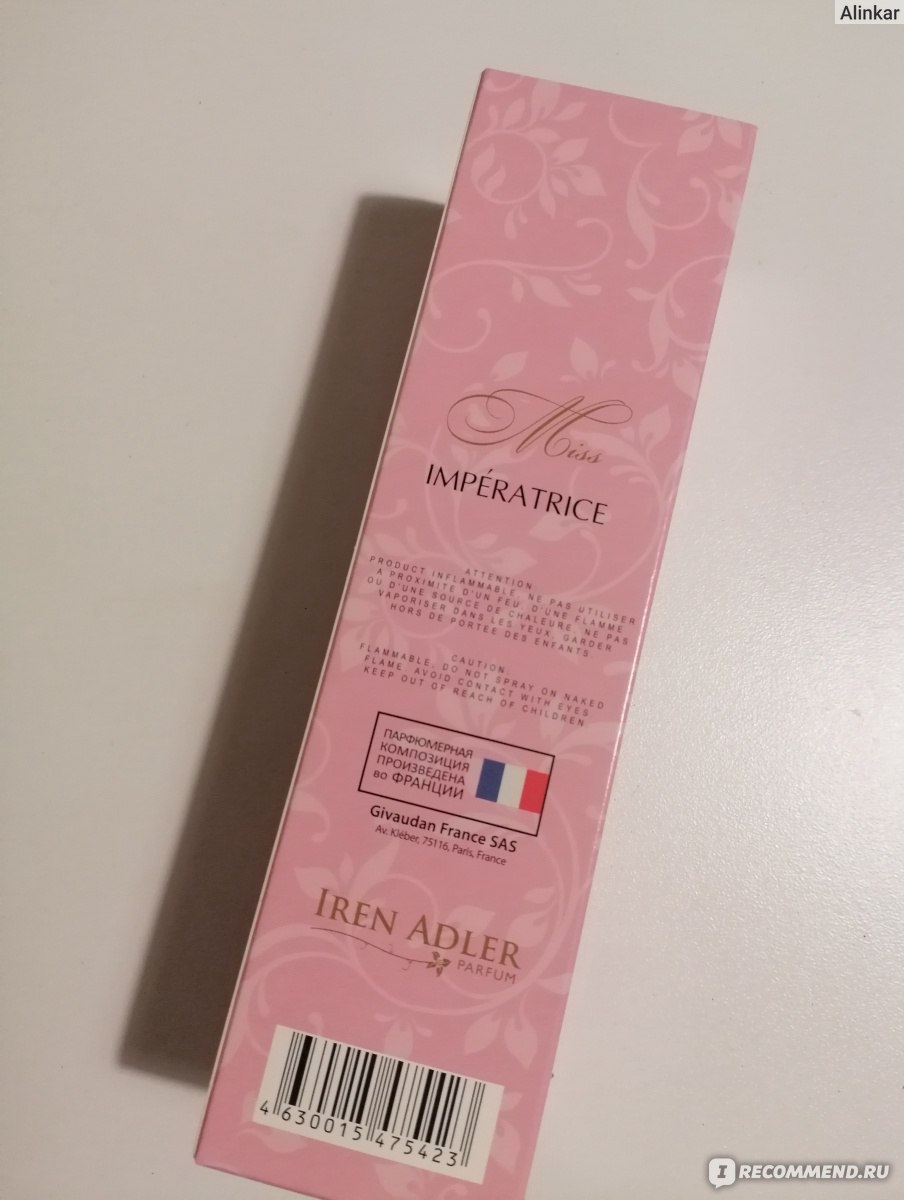 Alinkar
Miss
IMPÉRATRICE
ATTENTION:
PRODUCT INFLAMMABLE, NE PAS UTILISER
A PROXIMITÉ D'UN FEU, D'UNE FLAMME
OU D'UNE SOURCE DE CHALEURE, NE PAS
VAPORISER DANS LES YEUX, GARDER
HORS DE PORTÉE DES ENFANTS
CAUTION:
FLAMMABLE, DO NOT SPRAY ON NAKED
FLAME. AVOID CONTACT WITH EYES
KEEP OUT OF REACH OF CHILDREN
ПАРФЮМЕРНАЯ
КОМПОЗИЦИЯ
ПРОИЗВЕДЕНА
во ФРАНЦИИ
Givaudan France SAS
Av. Kléber, 75116, Paris, France
IREN ADLER
PARFUM
4 630015 475423
IRECOMMEND.RU